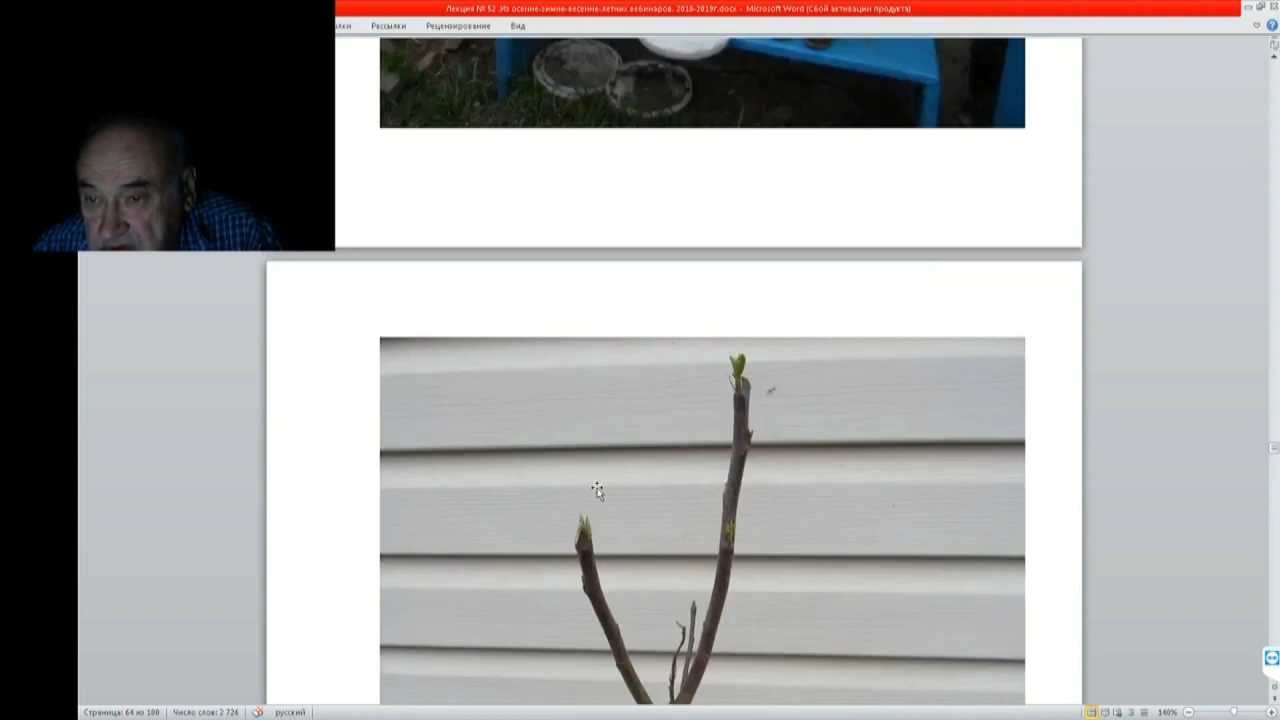 Лекция № 52 .Из осенне-зимне-весенне-летних вебинаров. 2018-2019г.docx - Microsoft Word (Сбой активации продукта)
лки Рассылки Рецензирование Вид
Страница: 64 из 100 Число слов: 2 726 русский 140%